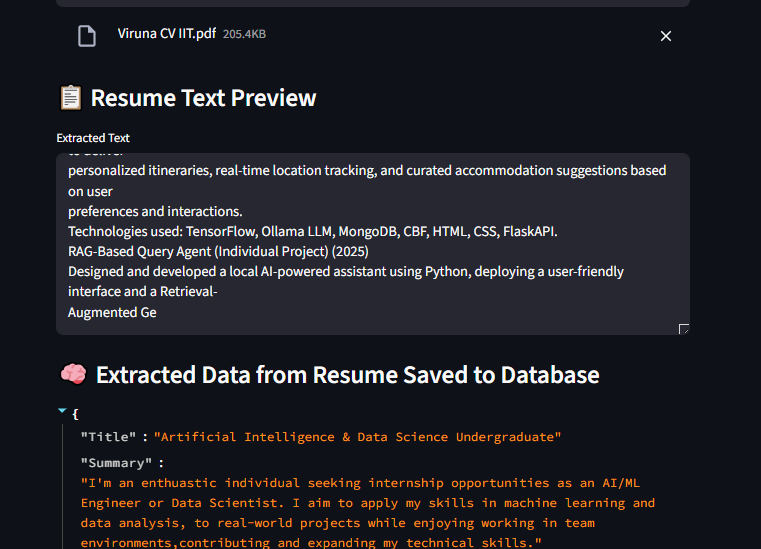 Viruna CV IIT.pdf 205.4KB
Resume Text Preview
Extracted Text
to deliver
personalized itineraries, real-time location tracking, and curated accommodation suggestions based
on user
preferences and interactions.
Technologies used: TensorFlow, Ollama LLM, MongoDB, CBF, HTML, CSS, FlaskAPI.
RAG-Based Query Agent (Individual Project) (2025)
Designed and developed a local AI-powered assistant using Python, deploying a user-friendly
interface and a Retrieval-
Augmented Ge
Extracted Data from Resume Saved to Database
{
"Title" : "Artificial Intelligence & Data Science Undergraduate"
"Summary" :
"I'm an enthuastic individual seeking internship opportunities as an AI/ML
Engineer or Data Scientist. I aim to apply my skills in machine learning and
data analysis, to real-world projects while enjoying working in team
environments,contributing and expanding my technical skills."